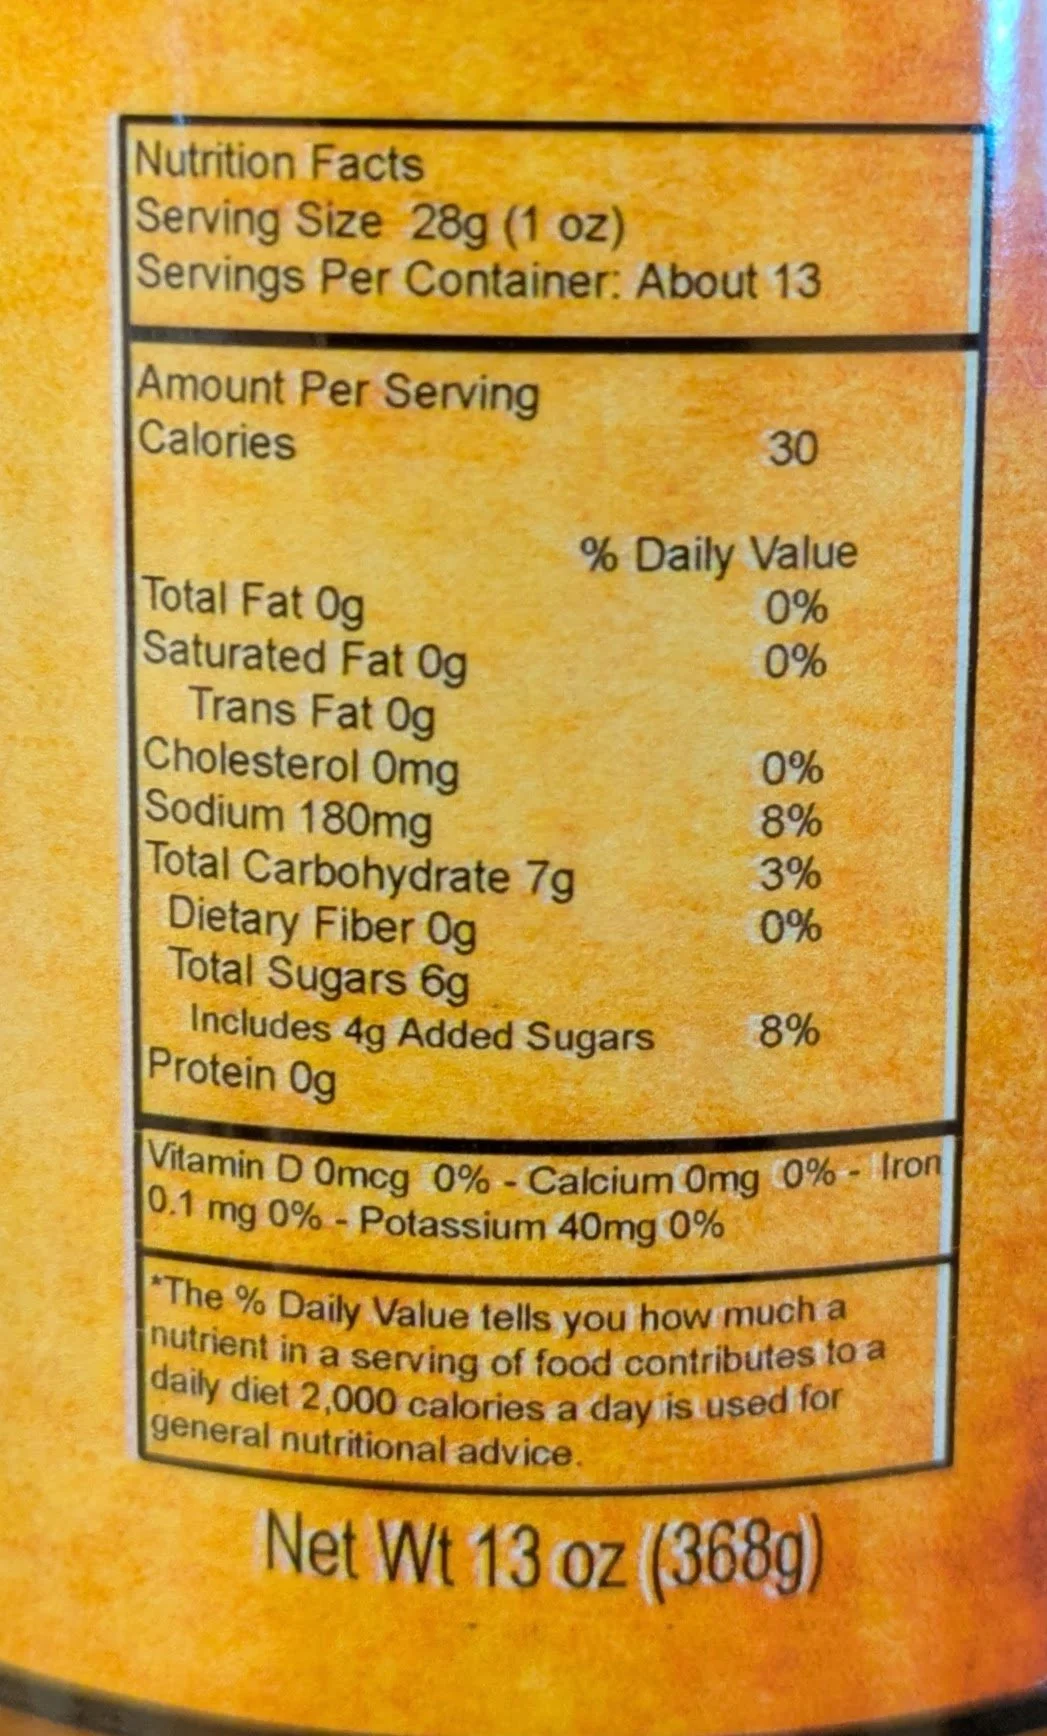 Nutrition Facts
Serving Size 28g (1 oz)
Servings Per Container: About 13
Amount Per Serving
Calories 30
% Daily Value
Total Fat 0g 0%
Saturated Fat 0g 0%
Trans Fat 0g
Cholesterol 0mg 0%
Sodium 180mg 8%
Total Carbohydrate 7g 3%
Dietary Fiber 0g 0%
Total Sugars 6g
Includes 4g Added Sugars 8%
Protein 0g
Vitamin D 0mcg 0% - Calcium 0mg 0% - Iron
0.1 mg 0% - Potassium 40mg 0%
*The % Daily Value tells you how much a
nutrient in a serving of food contributes to a
daily diet 2,000 calories a day is used for
general nutritional advice.
Net Wt 13 oz (368g)